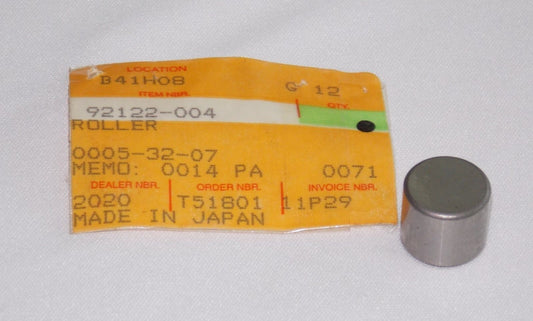 LOCATION
B41H08 G 12
ITEM NBR. QTY.
92122-004
ROLLER
0005-32-07
MEMO: 0014 PA 0071
DEALER NBR. ORDER NBR. INVOICE NBR.
2020 T51801 11P29
MADE IN JAPAN